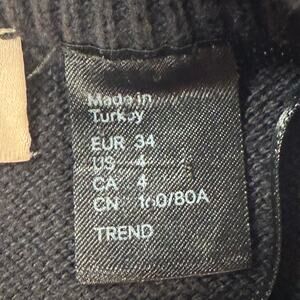 Made in
Turkey
EUR 34
US 4
CA 4
CN 160/80A
TREND